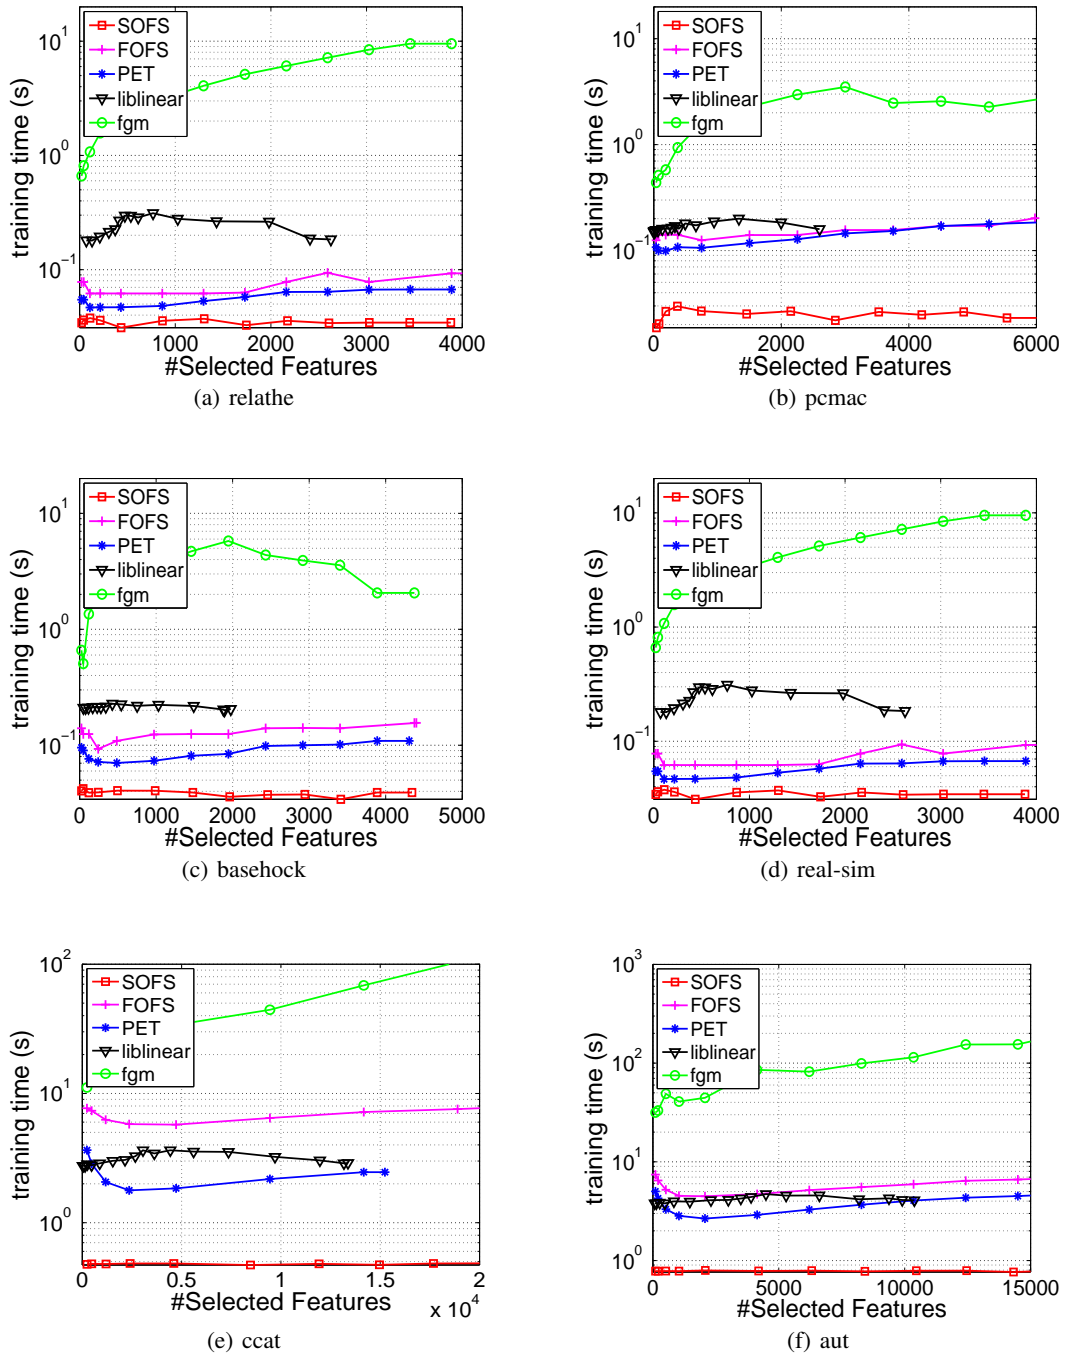 SOFS
FOFS
PET
liblinear
fgm
training time (s)
10^1
10^0
10^-1
0 1000 2000 3000 4000
#Selected Features
(a) relathe
SOFS
FOFS
PET
liblinear
fgm
training time (s)
10^1
10^0
10^-1
0 2000 4000 6000
#Selected Features
(b) pcmac
SOFS
FOFS
PET
liblinear
fgm
training time (s)
10^1
10^0
10^-1
0 1000 2000 3000 4000 5000
#Selected Features
(c) basehock
SOFS
FOFS
PET
liblinear
fgm
training time (s)
10^1
10^0
10^-1
0 1000 2000 3000 4000
#Selected Features
(d) real-sim
SOFS
FOFS
PET
liblinear
fgm
training time (s)
10^2
10^1
10^0
0 0.5 1 1.5 2
#Selected Features
x 10^4
(e) ccat
SOFS
FOFS
PET
liblinear
fgm
training time (s)
10^3
10^2
10^1
10^0
0 5000 10000 15000
#Selected Features
(f) aut